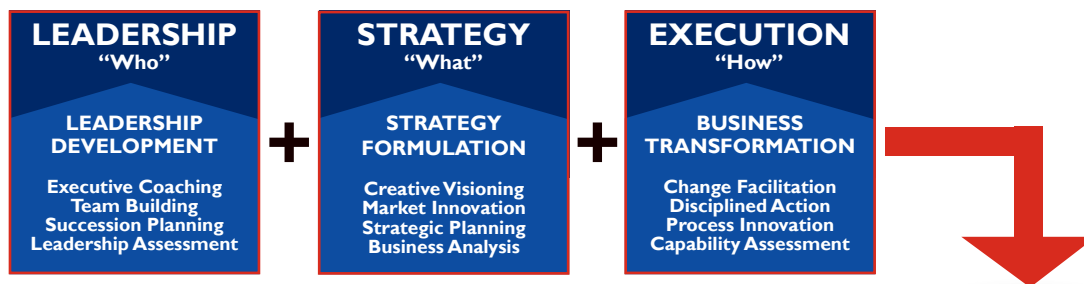 LEADERSHIP
“Who”
LEADERSHIP
DEVELOPMENT
Executive Coaching
Team Building
Succession Planning
Leadership Assessment
+
STRATEGY
“What”
STRATEGY
FORMULATION
Creative Visioning
Market Innovation
Strategic Planning
Business Analysis
+
EXECUTION
“How”
BUSINESS
TRANSFORMATION
Change Facilitation
Disciplined Action
Process Innovation
Capability Assessment